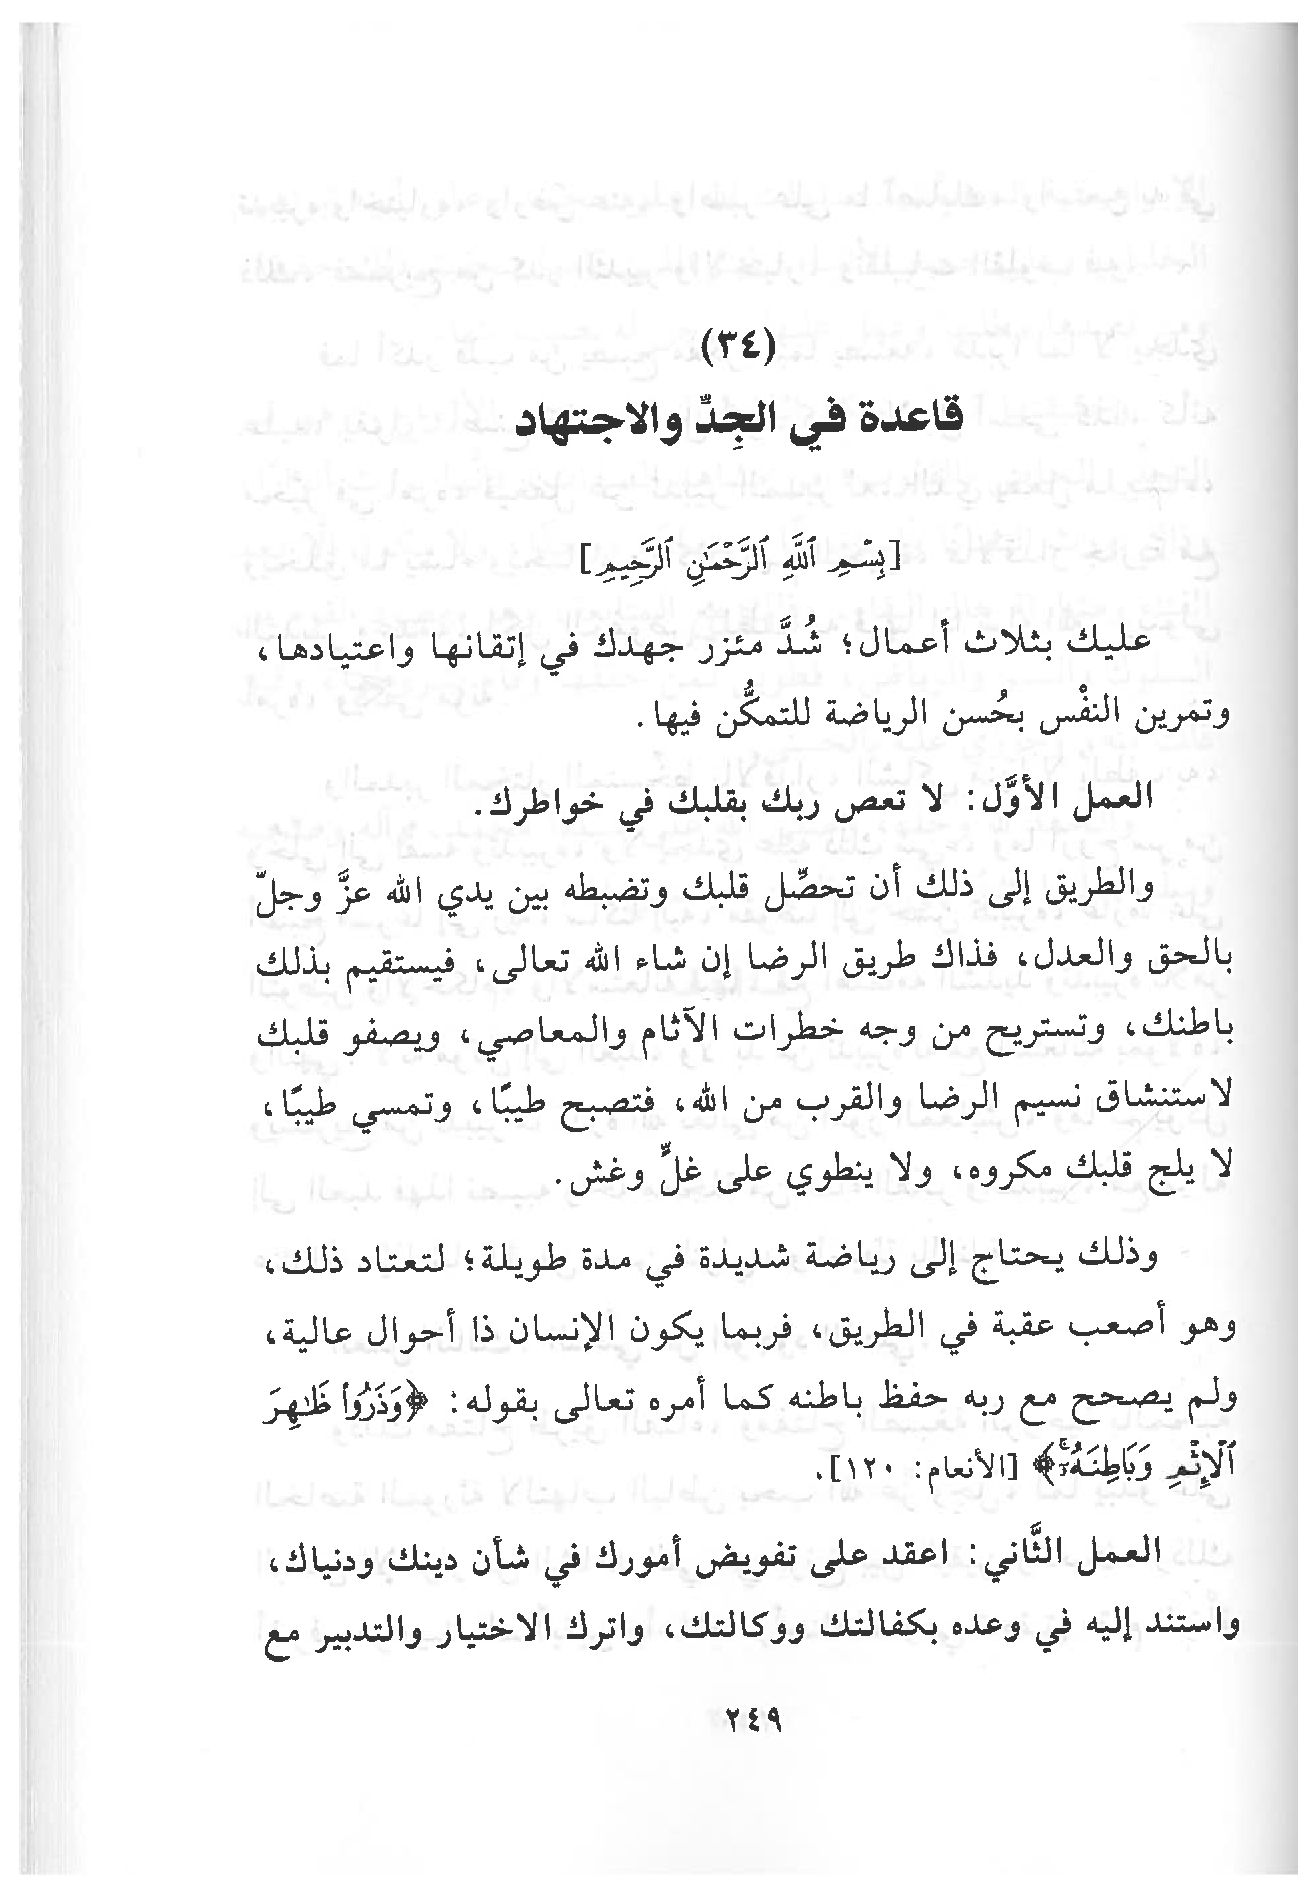 (٣٤)
قاعدة في الجِدِّ والاجتهاد
[بِسْمِ ٱللَّهِ ٱلرَّحْمَٰنِ ٱلرَّحِيمِ]
عليك بثلاث أعمال؛ شُدَّ مئزر جهدك في إتقانها واعتيادها،
وتمرين النفْس بحُسن الرياضة للتمكُّن فيها.
العمل الأوَّل: لا تعص ربك بقلبك في خواطرك.
والطريق إلى ذلك أن تحصِّل قلبك وتضبطه بين يدي الله عزَّ وجلّ
بالحق والعدل، فذاك طريق الرضا إن شاء الله تعالى، فيستقيم بذلك
باطنك، وتستريح من وجه خطرات الآثام والمعاصي، ويصفو قلبك
لاستنشاق نسيم الرضا والقرب من الله، فتصبح طيبًا، وتمسي طيبًا،
لا يلج قلبك مكروه، ولا ينطوي على غلٍّ وغش.
وذلك يحتاج إلى رياضة شديدة في مدة طويلة؛ لتعتاد ذلك،
وهو أصعب عقبة في الطريق، فربما يكون الإنسان ذا أحوال عالية،
ولم يصحح مع ربه حفظ باطنه كما أمره تعالى بقوله: ﴿وَذَرُواْ ظَٰهِرَ
ٱلْإِثْمِ وَبَاطِنَهُۥٓۚ﴾ [الأنعام: ١٢٠].
العمل الثَّاني: اعقد على تفويض أمورك في شأن دينك ودنياك،
واستند إليه في وعده بكفالتك ووكالتك، واترك الاختيار والتدبير مع
٢٤٩